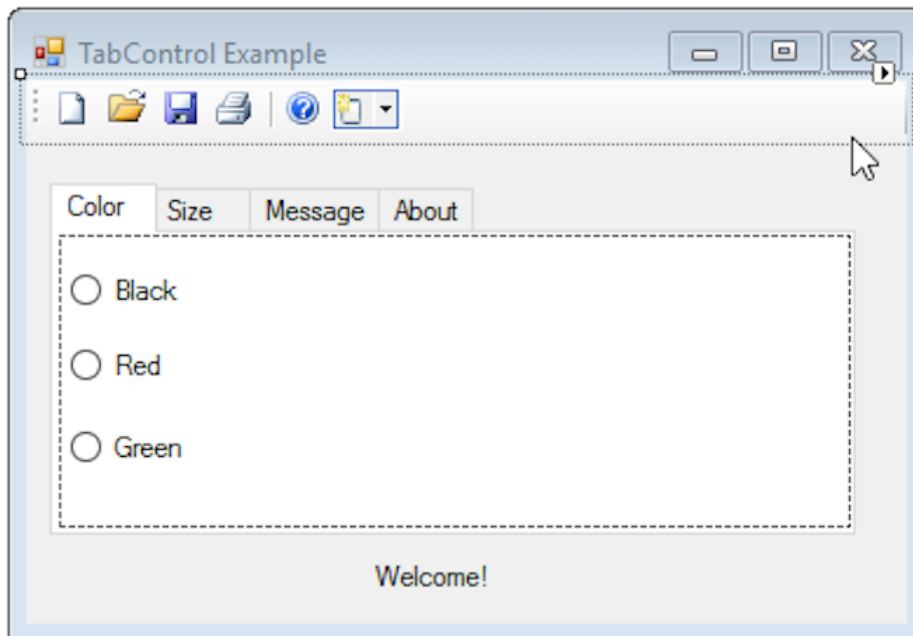 TabControl Example
Color Size Message About
Black
Red
Green
Welcome!